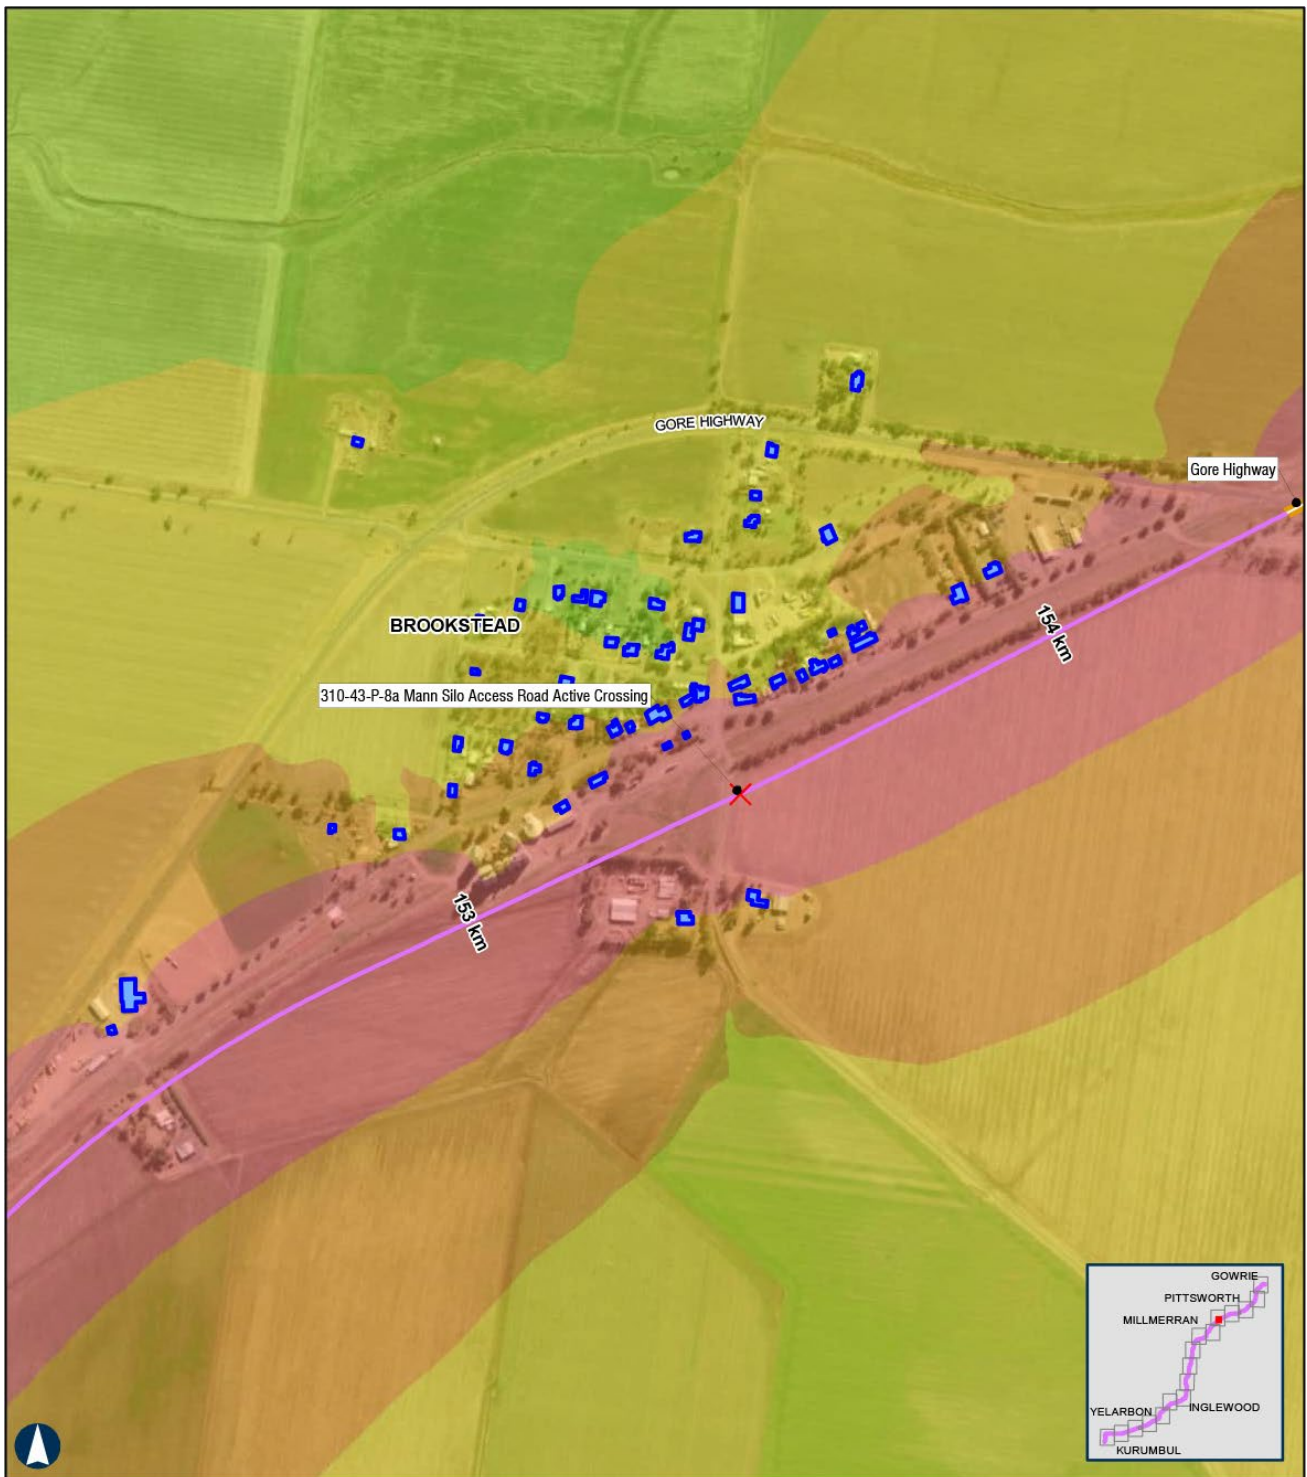 GORE HIGHWAY
Gore Highway
BROOKSTEAD
154 km
310-43-P-8a Mann Silo Access Road Active Crossing
153 km
GOWRIE
PITTSWORTH
MILLMERRAN
YELARBON
INGLEWOOD
KURUMBUL